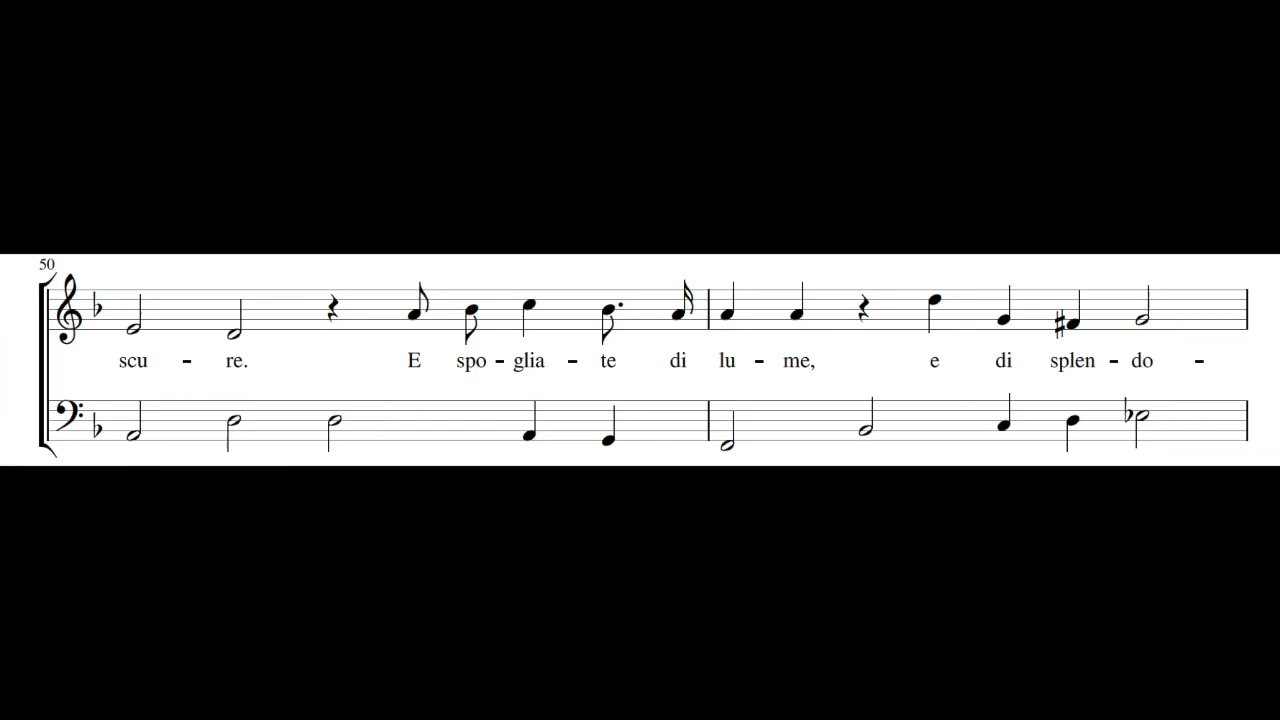 50
scu - re. E spo - glia - te di lu - me, e di splen - do -